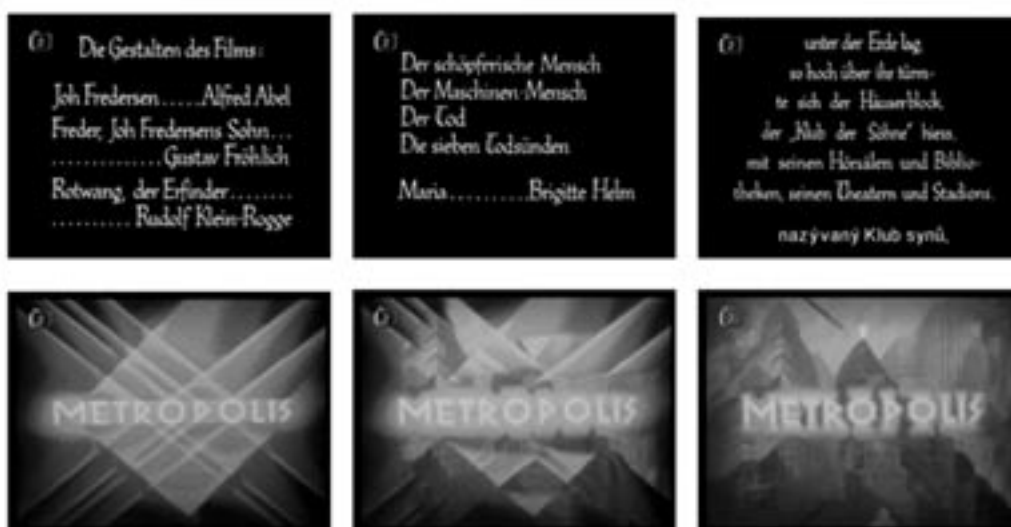 Die Gestalten des Films:
Joh Fredersen......Alfred Abel
Freder, Joh Fredersens Sohn...
..............Gustav Fröhlich
Rotwang, der Erfinder........
.......... Rudolf Klein-Rogge
Der schöpferische Mensch
Der Maschinen-Mensch
Der Tod
Die sieben Todsünden
Maria..........Brigitte Helm
unter der Erde lag,
so hoch über ihr türm-
te sich der Häuserblock,
der „Klub der Söhne" hiess,
mit seinen Hörsälen und Biblio-
theken, seinen Theatern und Stadions.
nazývaný Klub synů,
METROPOLIS
METROPOLIS
METROPOLIS